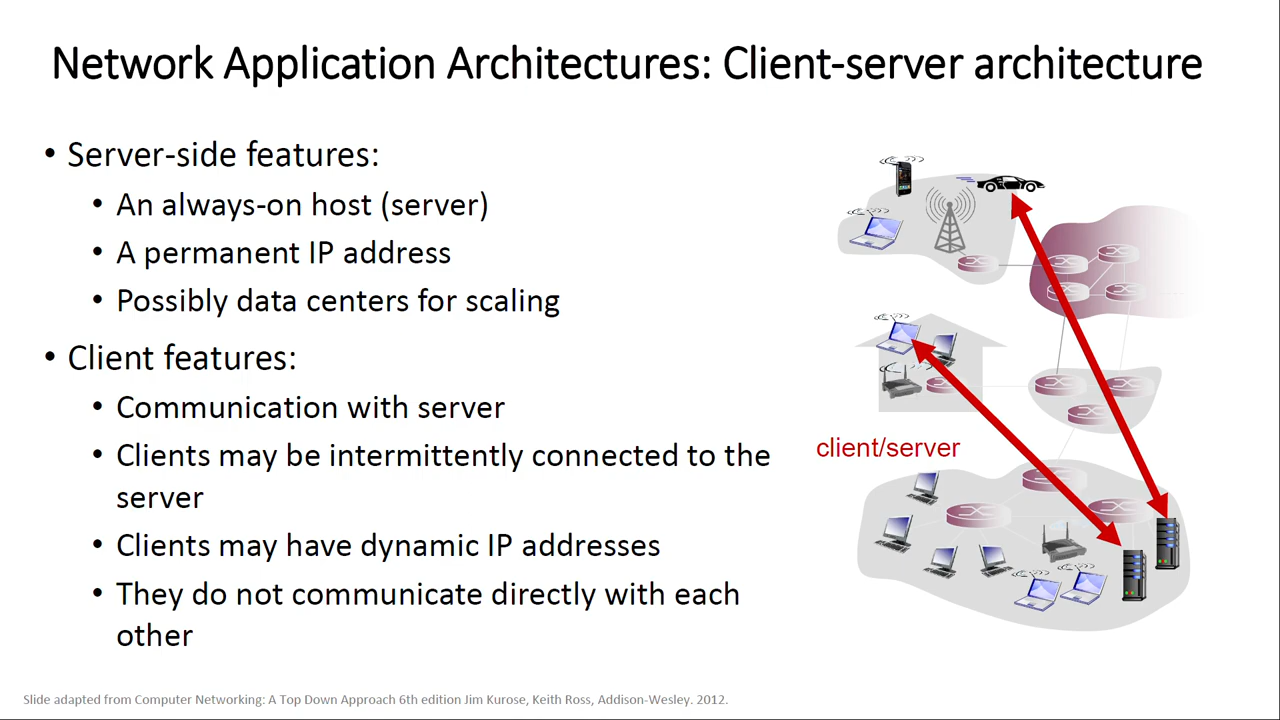 Network Application Architectures: Client-server architecture
• Server-side features:
• An always-on host (server)
• A permanent IP address
• Possibly data centers for scaling
• Client features:
• Communication with server
• Clients may be intermittently connected to the
server
• Clients may have dynamic IP addresses
• They do not communicate directly with each
other
client/server
Slide adapted from Computer Networking: A Top Down Approach 6th edition Jim Kurose, Keith Ross, Addison-Wesley. 2012.